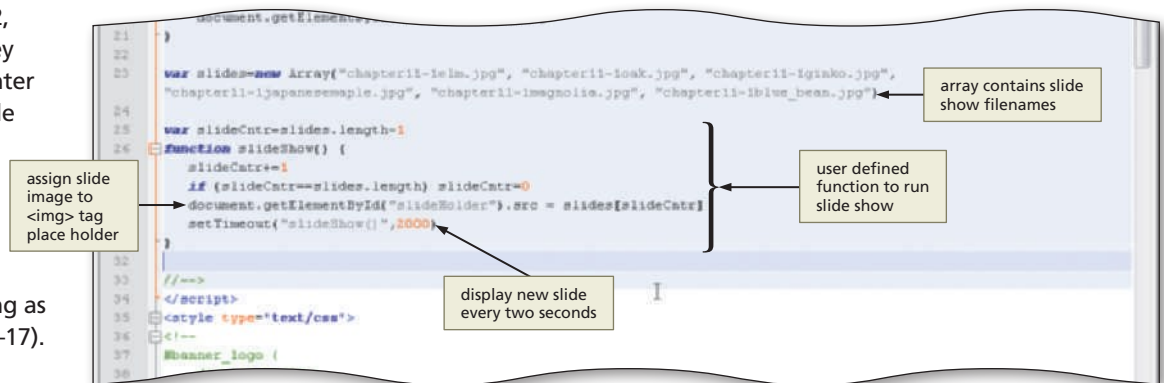 2,
ey
ater
le
ng as
-17).
document.getElements
21 }
22
23 var slides=new Array("chapter11-1elm.jpg", "chapter11-1oak.jpg", "chapter11-1ginko.jpg",
"chapter11-1japanesemaple.jpg", "chapter11-1magnolia.jpg", "chapter11-1blue_bean.jpg")
24
25 var slideCntr=slides.length-1
26 function slideShow() {
slideCntr+=1
if (slideCntr==slides.length) slideCntr=0
document.getElementById("slideHolder").src = slides[slideCntr]
setTimeout("slideShow()",2000)
}
32
33 //-->
34 </script>
35 <style type="text/css">
36 <!--
37 #banner_logo {
38
array contains slide
show filenames
user defined
function to run
slide show
assign slide
image to
<img> tag
place holder
display new slide
every two seconds